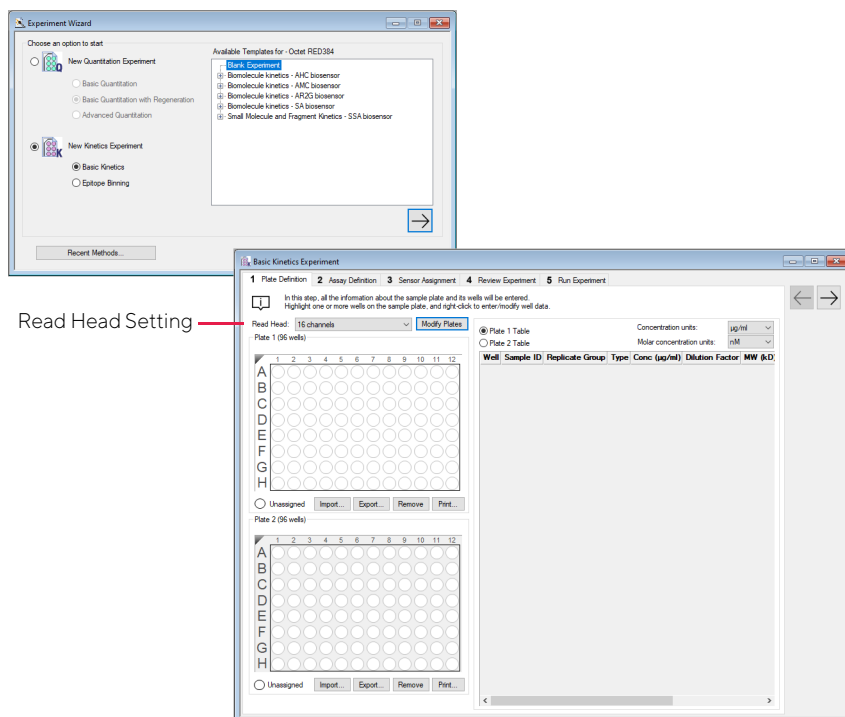 Experiment Wizard
Choose an option to start
New Quantitation Experiment
Basic Quantitation
Basic Quantitation with Regeneration
Advanced Quantitation
New Kinetics Experiment
Basic Kinetics
Epitope Binning
Available Templates for - Octet RED384
Blank Experiment
Biomolecule kinetics - AHC biosensor
Biomolecule kinetics - AMC biosensor
Biomolecule kinetics - AR2G biosensor
Biomolecule kinetics - SA biosensor
Small Molecule and Fragment Kinetics - SSA biosensor
Recent Methods...
Read Head Setting
Basic Kinetics Experiment
1 Plate Definition 2 Assay Definition 3 Sensor Assignment 4 Review Experiment 5 Run Experiment
In this step, all the information about the sample plate and its wells will be entered.
Highlight one or more wells on the sample plate, and right-click to enter/modify well data.
Read Head: 16 channels Modify Plates
Plate 1 (96 wells)
1 2 3 4 5 6 7 8 9 10 11 12
A
B
C
D
E
F
G
H
Unassigned Import... Export... Remove Print...
Plate 2 (96 wells)
1 2 3 4 5 6 7 8 9 10 11 12
A
B
C
D
E
F
G
H
Unassigned Import... Export... Remove Print...
Plate 1 Table Concentration units: µg/ml
Plate 2 Table Molar concentration units: nM
Well Sample ID Replicate Group Type Conc (µg/ml) Dilution Factor MW (kD)